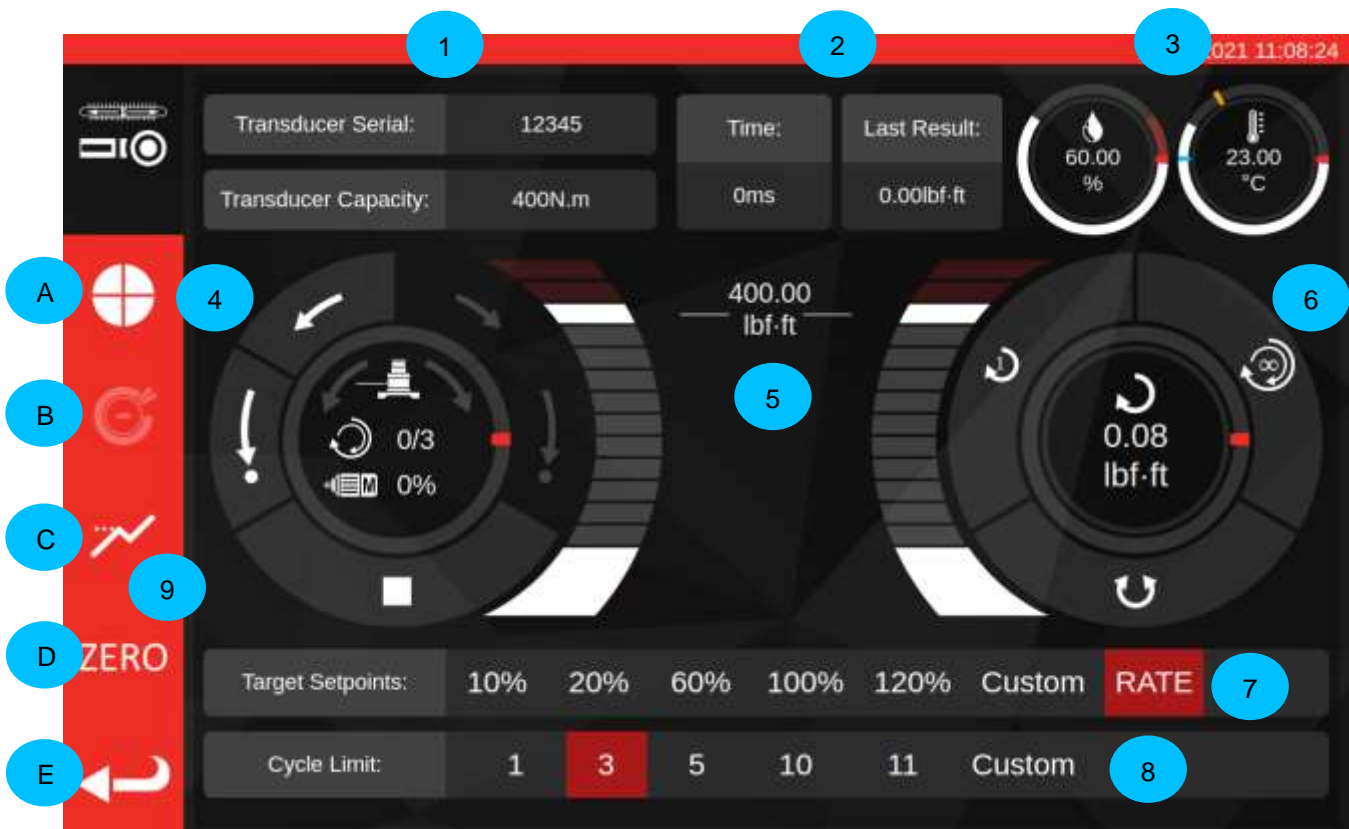 1
2
3
021 11:08:24
Transducer Serial:
12345
Transducer Capacity:
400N.m
Time:
0ms
Last Result:
0.00lbf·ft
60.00
%
23.00
°C
A
4
400.00
lbf·ft
6
1
∞
B
5
0/3
M
0%
0.08
lbf·ft
C
9
D
ZERO
Target Setpoints:
10%
20%
60%
100%
120%
Custom
RATE
7
E
Cycle Limit:
1
3
5
10
11
Custom
8